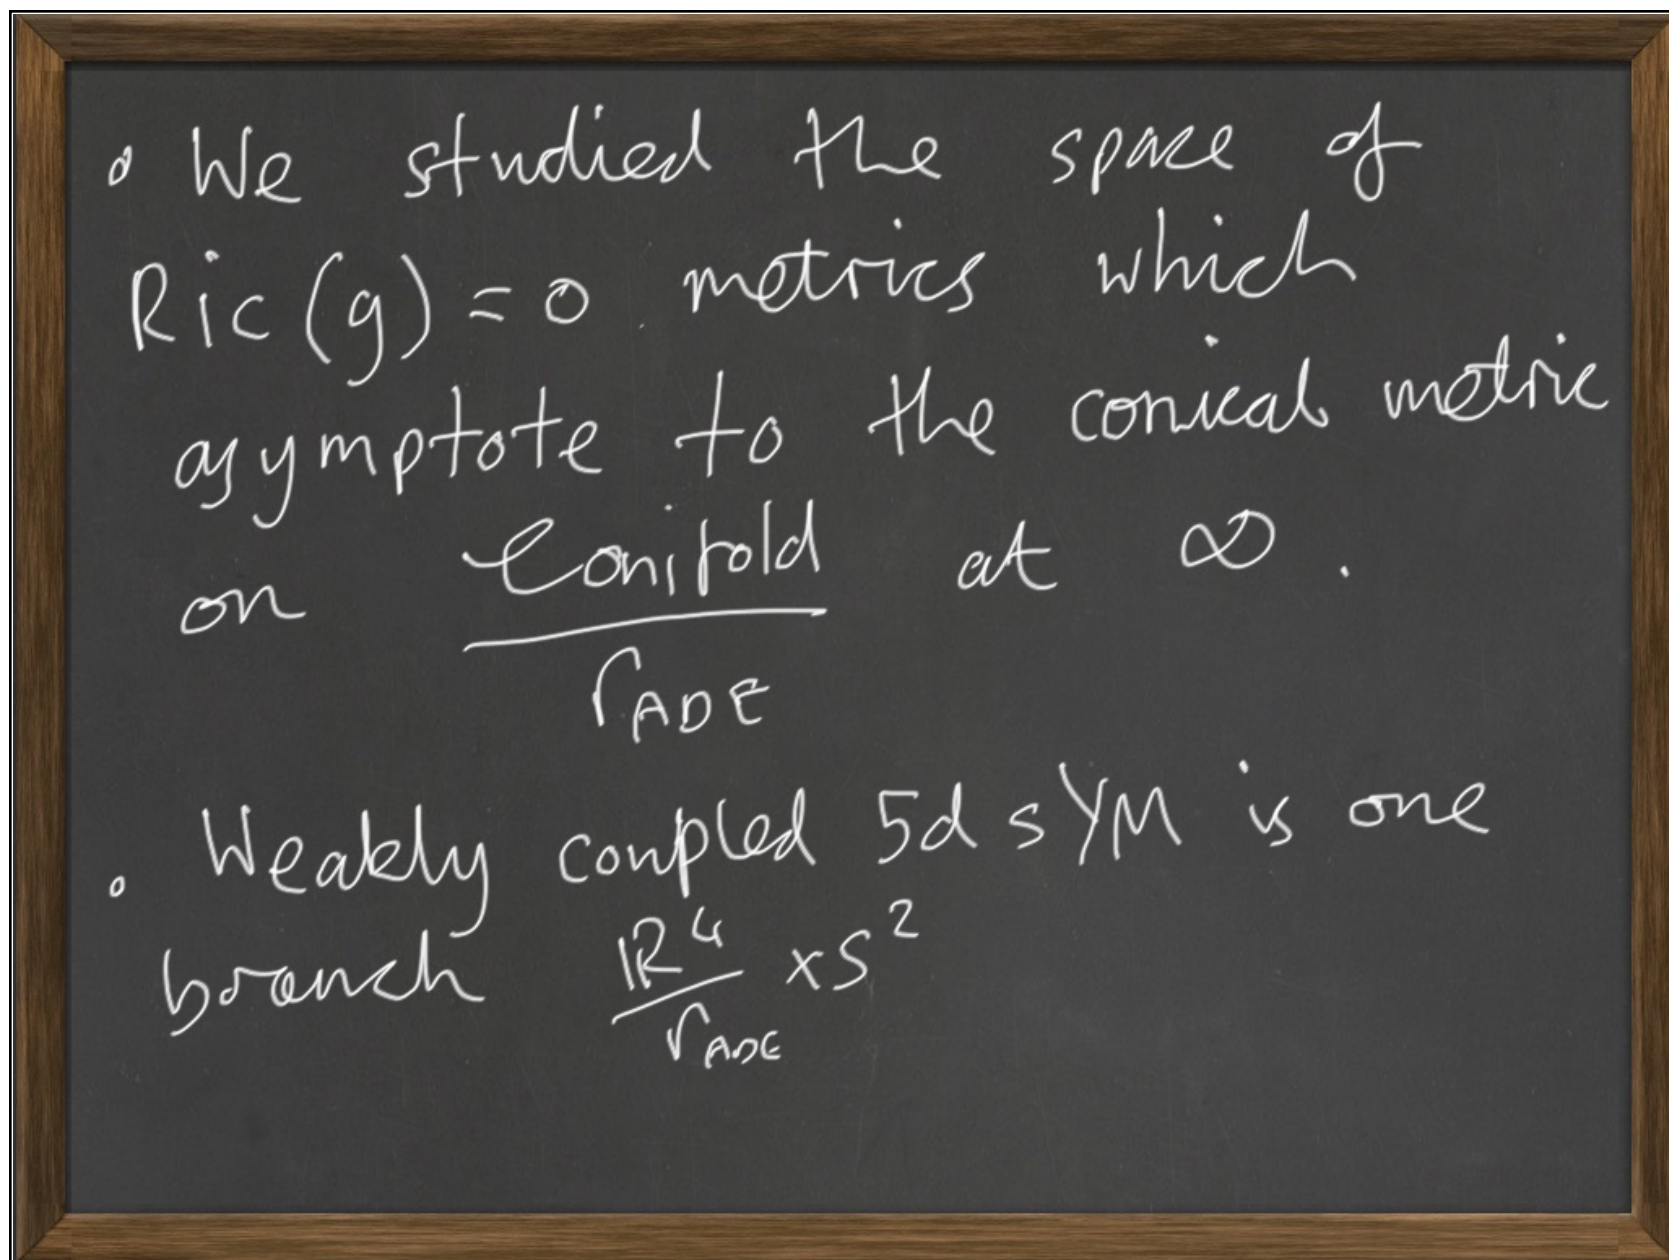 • We studied the space of
Ric(g) = 0 metrics which
asymptote to the conical metric
on Conifold / Γ_ADE at ∞.
• Weakly coupled 5d SYM is one
branch ℝ⁴ / Γ_ADE × S²